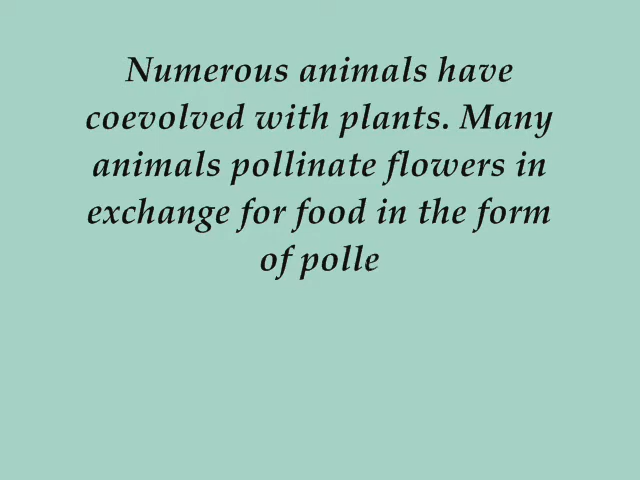 Numerous animals have
coevolved with plants. Many
animals pollinate flowers in
exchange for food in the form
of polle